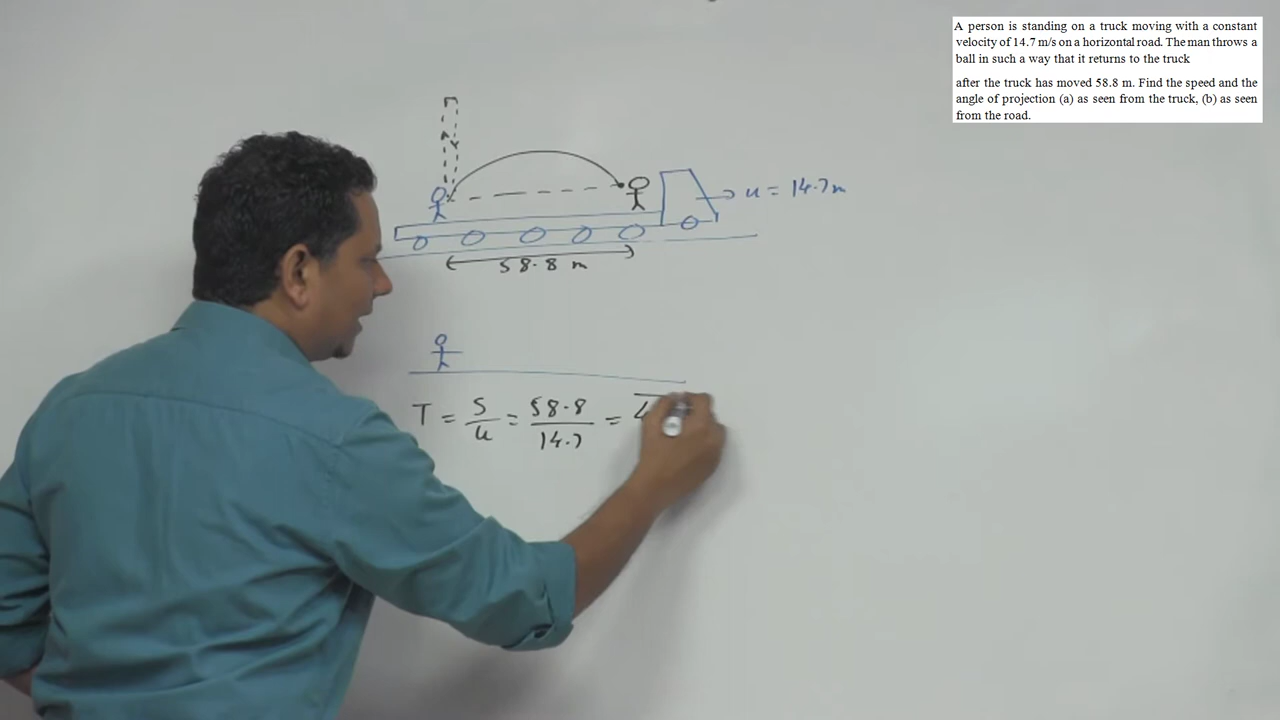 A person is standing on a truck moving with a constant
velocity of 14.7 m/s on a horizontal road. The man throws a
ball in such a way that it returns to the truck
after the truck has moved 58.8 m. Find the speed and the
angle of projection (a) as seen from the truck, (b) as seen
from the road.
u = 14.7 m
58.8 m
T = S/u = 58.8/14.7 = 4